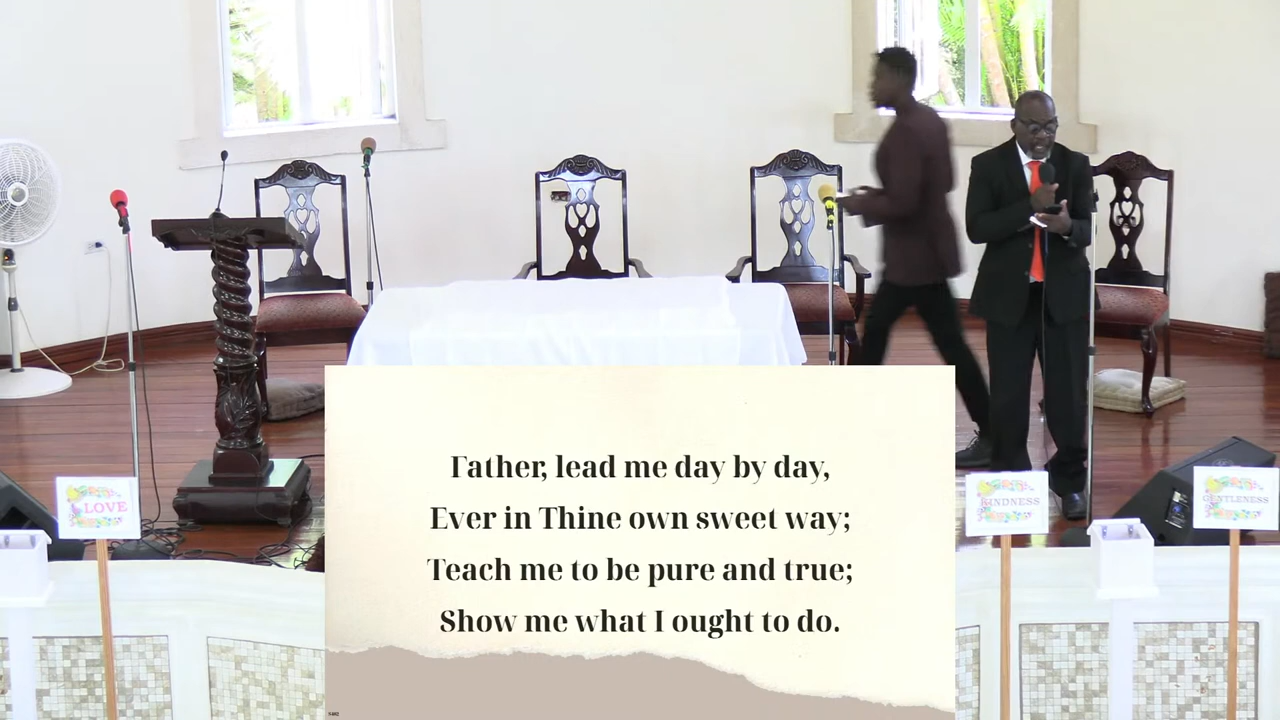 LOVE
KINDNESS
GENTLENESS
Father, lead me day by day,
Ever in Thine own sweet way;
Teach me to be pure and true;
Show me what I ought to do.